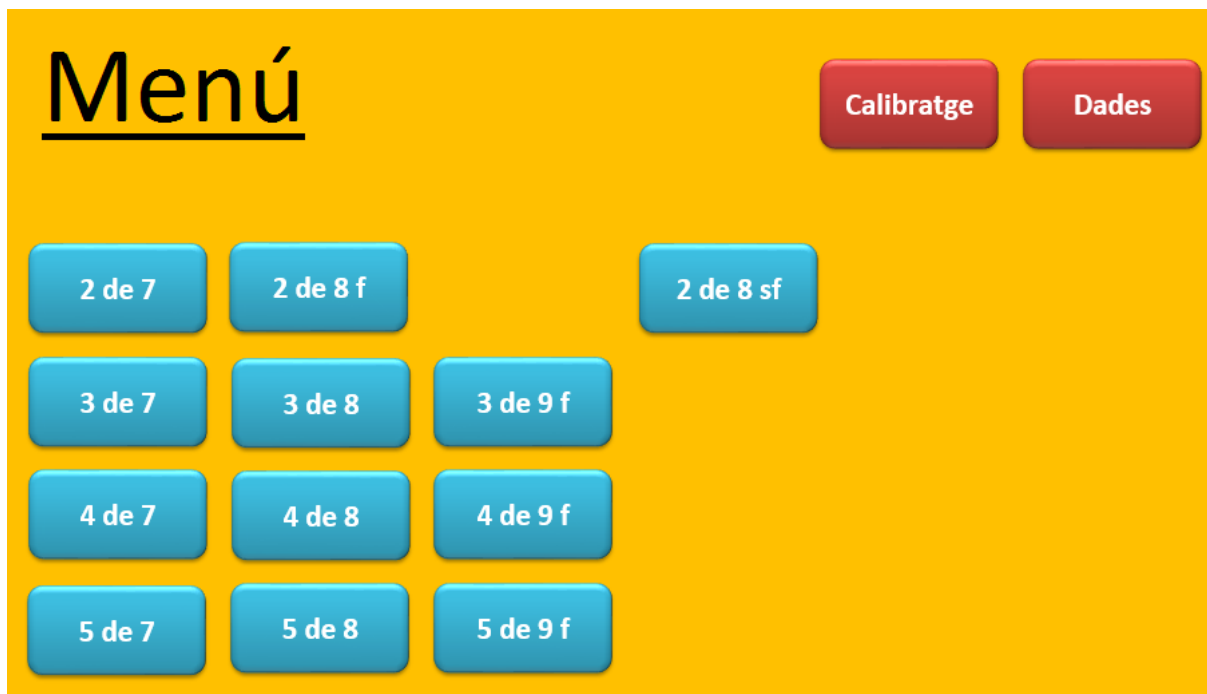 Menú
Calibratge
Dades
2 de 7
2 de 8 f
2 de 8 sf
3 de 7
3 de 8
3 de 9 f
4 de 7
4 de 8
4 de 9 f
5 de 7
5 de 8
5 de 9 f